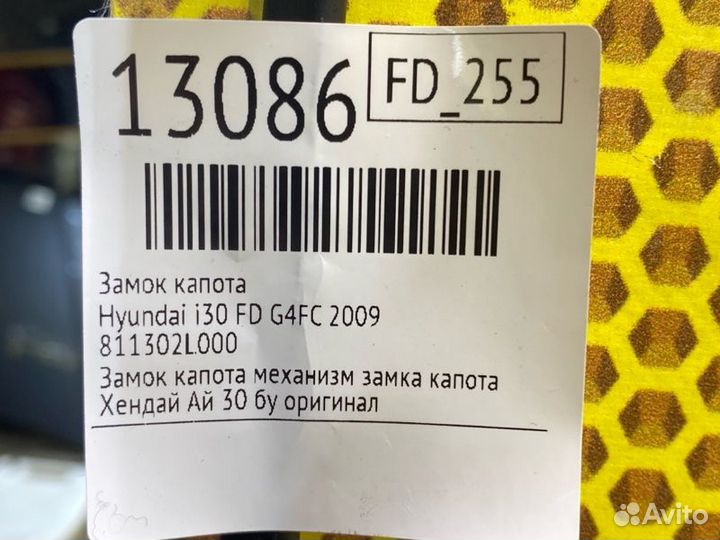 13086
FD_255
Замок капота
Hyundai i30 FD G4FC 2009
811302L000
Замок капота механизм замка капота
Хендай Ай 30 бу оригинал
Avito